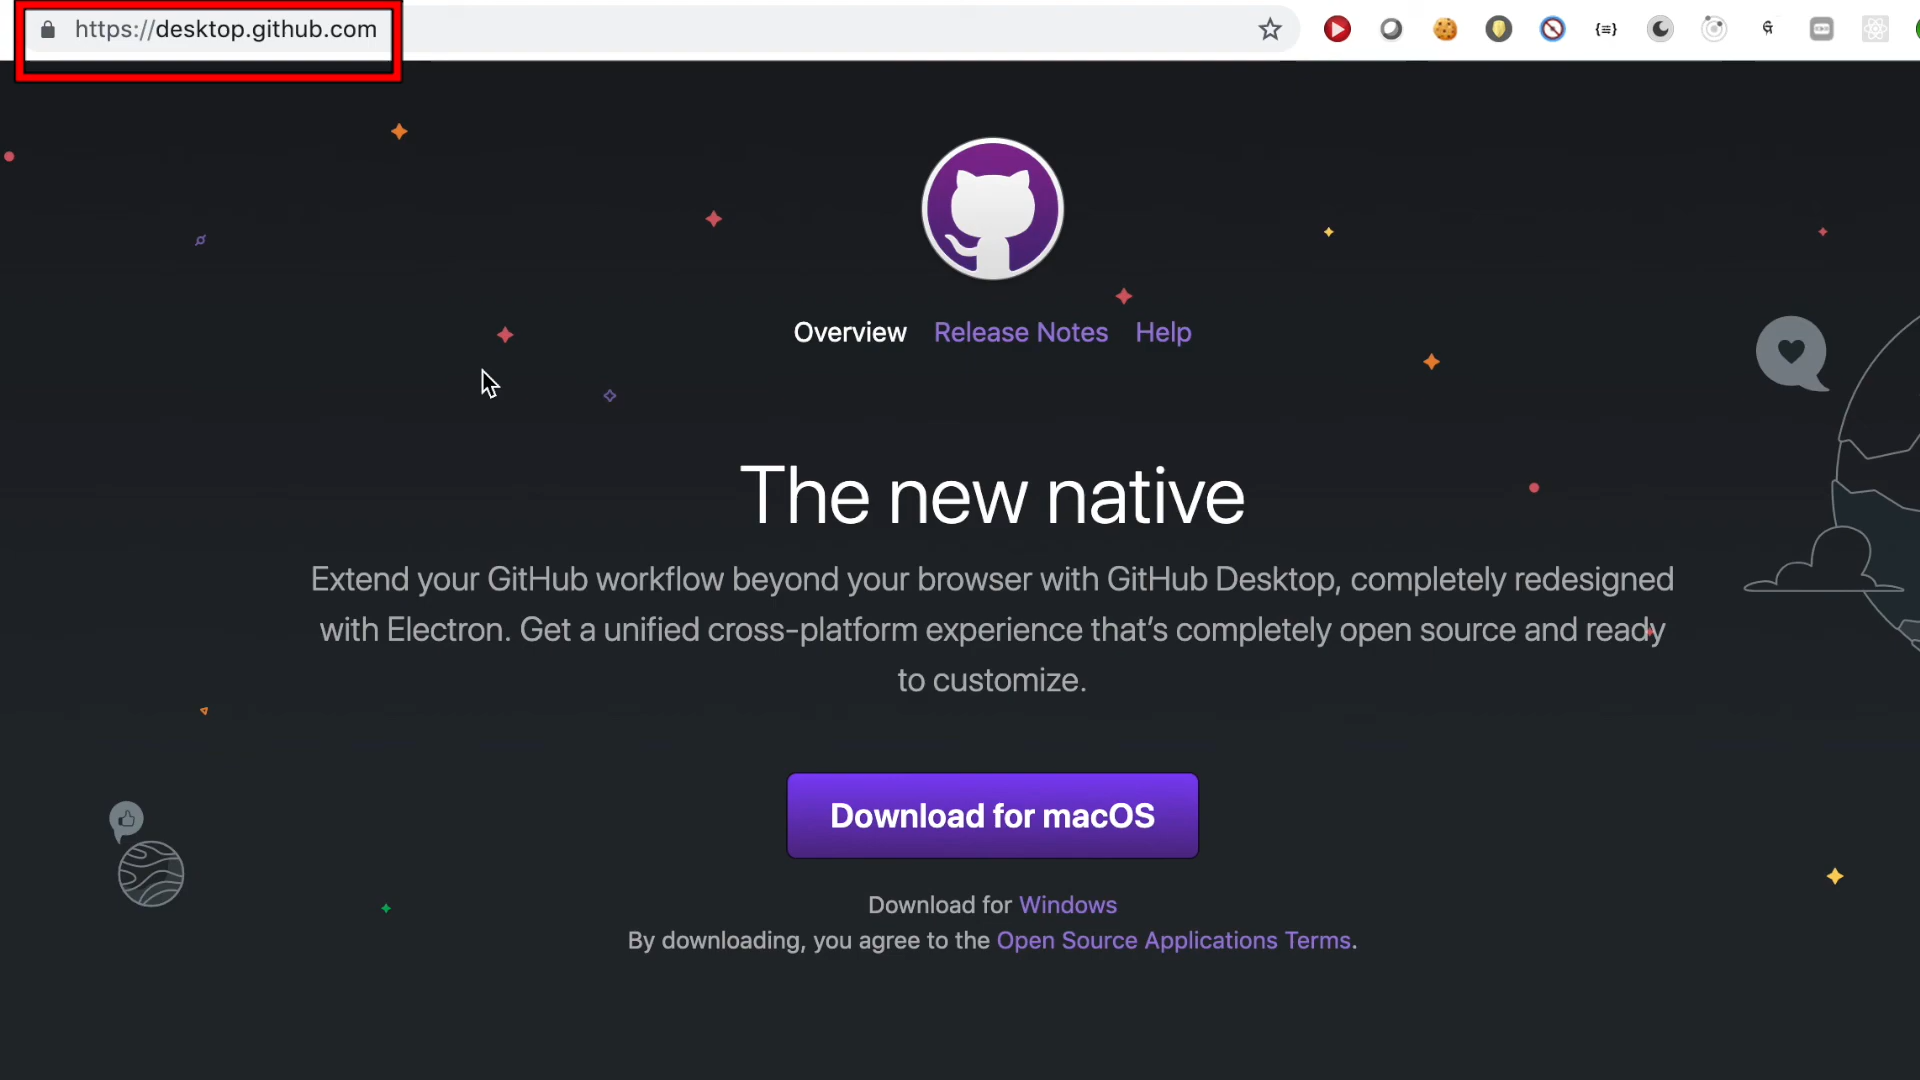 https://desktop.github.com
Overview Release Notes Help
The new native
Extend your GitHub workflow beyond your browser with GitHub Desktop, completely redesigned
with Electron. Get a unified cross-platform experience that’s completely open source and ready
to customize.
Download for macOS
Download for Windows
By downloading, you agree to the Open Source Applications Terms.